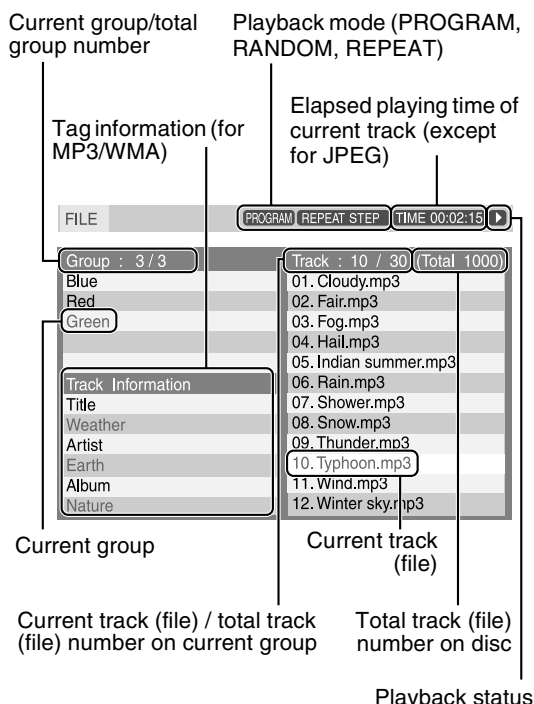 Current group/total
group number
Playback mode (PROGRAM,
RANDOM, REPEAT)
Tag information (for
MP3/WMA)
Elapsed playing time of
current track (except
for JPEG)
FILE
PROGRAM REPEAT STEP TIME 00:02:15
Group : 3 / 3
Blue
Red
Green
Track Information
Title
Weather
Artist
Earth
Album
Nature
Track : 10 / 30 (Total 1000)
01. Cloudy.mp3
02. Fair.mp3
03. Fog.mp3
04. Hail.mp3
05. Indian summer.mp3
06. Rain.mp3
07. Shower.mp3
08. Snow.mp3
09. Thunder.mp3
10. Typhoon.mp3
11. Wind.mp3
12. Winter sky.mp3
Current group
Current track
(file)
Current track (file) / total track
(file) number on current group
Total track (file)
number on disc
Playback status